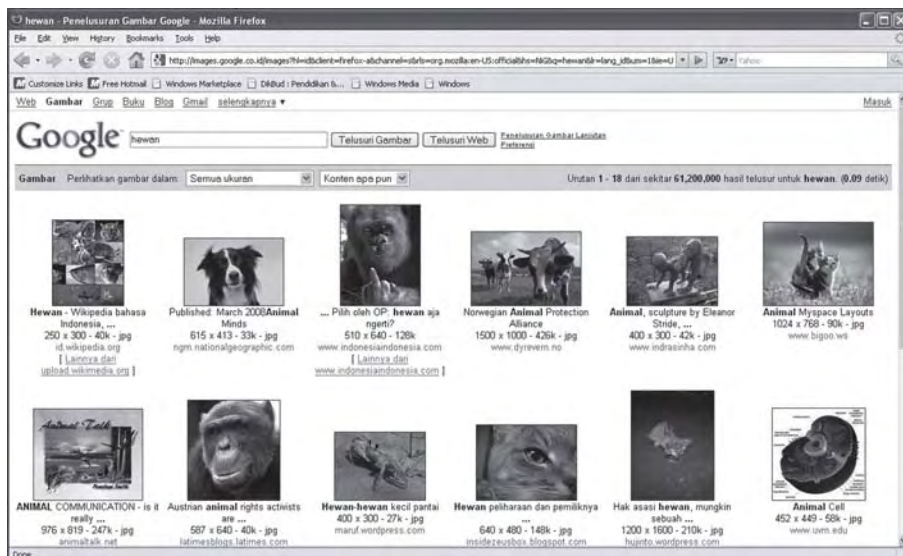 hewan - Penelusuran Gambar Google - Mozilla Firefox
File Edit View History Bookmarks Tools Help
Customize Links Free Hotmail Windows Marketplace DikBud : Pendidikan &... Windows Media Windows
Web Gambar Grup Buku Blog Gmail selengkapnya ▼ Masuk
Google hewan Telusuri Gambar Telusuri Web Penelusuran Gambar Lanjutan
Preferensi
Gambar Perlihatkan gambar dalam: Semua ukuran Konten apa pun Urutan 1 - 18 dari sekitar 61,200,000 hasil telusur untuk hewan. (0.09 detik)
Hewan - Wikipedia bahasa Indonesia, ...
250 x 300 - 40k - jpg
id.wikipedia.org
[ Lainnya dari
upload.wikimedia.org ]
Published: March 2008Animal
Minds
615 x 413 - 33k - jpg
ngm.nationalgeographic.com
... Pilih oleh OP: hewan aja
ngerti?
510 x 640 - 128k
www.indonesiaindonesia.com
[ Lainnya dari
www.indonesiaindonesia.com ]
Norwegian Animal Protection
Alliance
1500 x 1000 - 426k - jpg
www.dyrevern.no
Animal, sculpture by Eleanor
Stride, ...
400 x 300 - 42k - jpg
www.indrasinha.com
Animal Myspace Layouts
1024 x 768 - 90k - jpg
www.bigoo.ws
Animal Talk
ANIMAL COMMUNICATION - is it
really ...
976 x 819 - 247k - jpg
animaltalk.net
Austrian animal rights activists
are ...
587 x 640 - 40k - jpg
latimesblogs.latimes.com
Hewan-hewan kecil pantai
400 x 300 - 27k - jpg
maruf.wordpress.com
Hewan peliharaan dan pemiliknya
...
640 x 480 - 148k - jpg
insidezeusbox.blogspot.com
Hak asasi hewan, mungkin
sebuah ...
1200 x 1600 - 210k - jpg
hujinto.wordpress.com
Animal Cell
452 x 449 - 58k - jpg
www.uvm.edu
Done